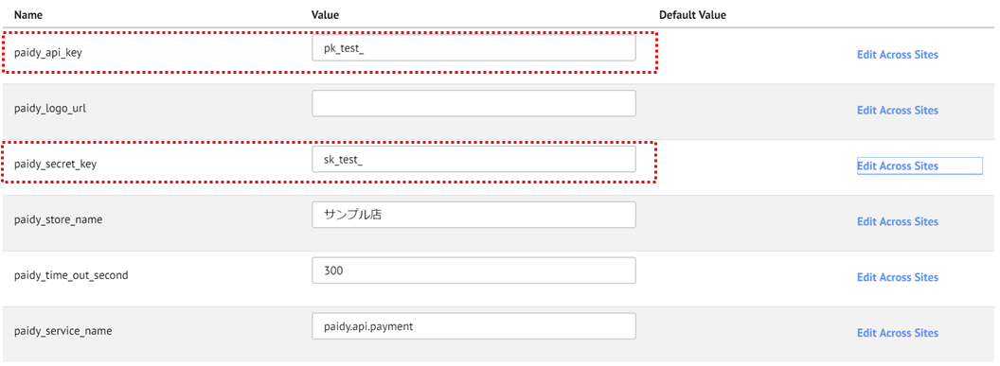 Name Value Default Value
paidy_api_key pk_test_ Edit Across Sites
paidy_logo_url Edit Across Sites
paidy_secret_key sk_test_ Edit Across Sites
paidy_store_name サンプル店 Edit Across Sites
paidy_time_out_second 300 Edit Across Sites
paidy_service_name paidy.api.payment Edit Across Sites